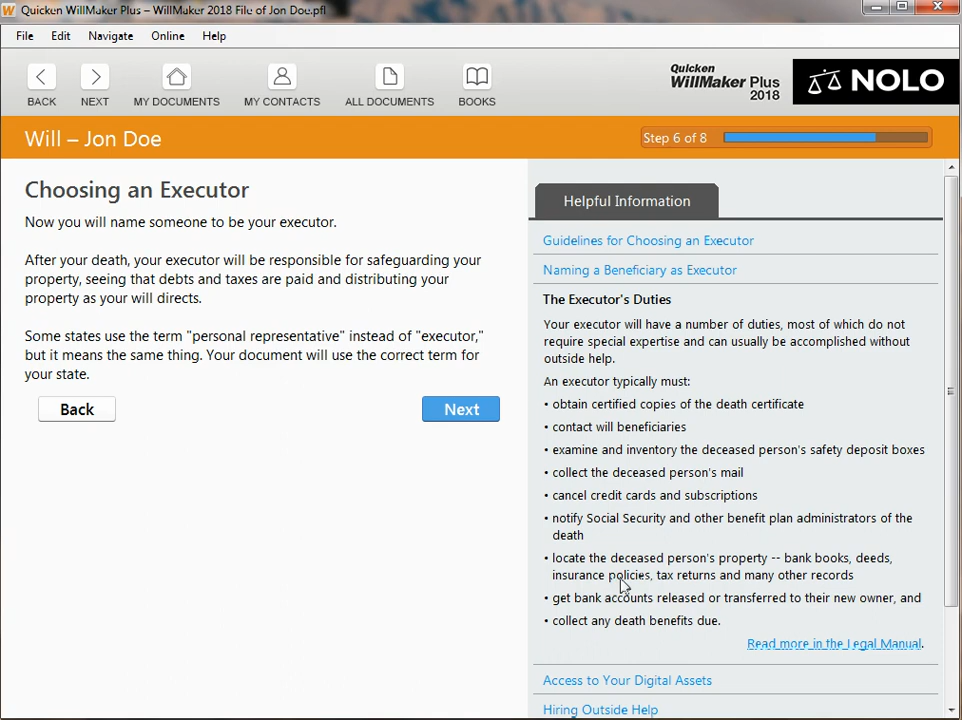 Quicken WillMaker Plus – WillMaker 2018 File of Jon Doe.pfl
File Edit Navigate Online Help
BACK NEXT MY DOCUMENTS MY CONTACTS ALL DOCUMENTS BOOKS
Quicken
WillMaker Plus
2018
NOLO
Will – Jon Doe
Step 6 of 8
Choosing an Executor
Now you will name someone to be your executor.
After your death, your executor will be responsible for safeguarding your
property, seeing that debts and taxes are paid and distributing your
property as your will directs.
Some states use the term "personal representative" instead of "executor,"
but it means the same thing. Your document will use the correct term for
your state.
Back Next
Helpful Information
Guidelines for Choosing an Executor
Naming a Beneficiary as Executor
The Executor's Duties
Your executor will have a number of duties, most of which do not
require special expertise and can usually be accomplished without
outside help.
An executor typically must:
• obtain certified copies of the death certificate
• contact will beneficiaries
• examine and inventory the deceased person's safety deposit boxes
• collect the deceased person's mail
• cancel credit cards and subscriptions
• notify Social Security and other benefit plan administrators of the
death
• locate the deceased person's property -- bank books, deeds,
insurance policies, tax returns and many other records
• get bank accounts released or transferred to their new owner, and
• collect any death benefits due.
Read more in the Legal Manual.
Access to Your Digital Assets
Hiring Outside Help